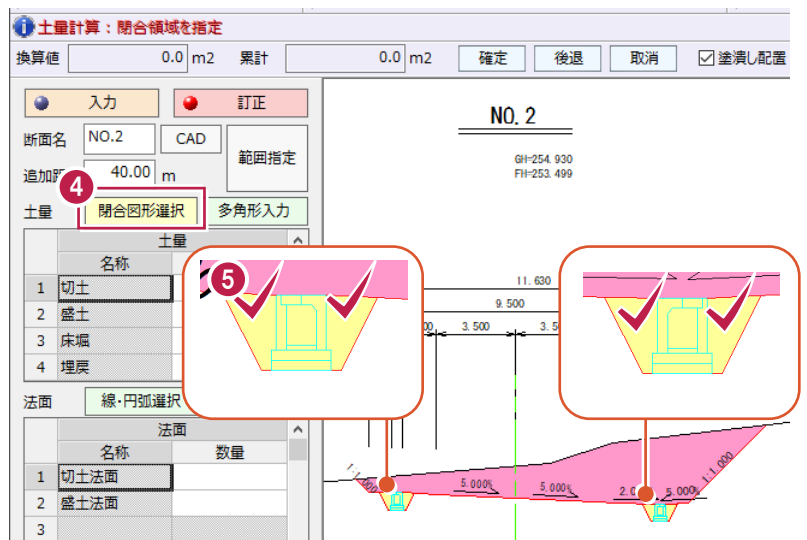 土量計算：閉合領域を指定
換算値 0.0 m2 累計 0.0 m2 確定 後退 取消 塗潰し配置
入力 訂正
断面名 NO.2 CAD 範囲指定
追加距 40.00 m
4
土量 閉合図形選択 多角形入力
土量
名称
1 切土
2 盛土
3 床堀
4 埋戻
法面 線・円弧選択
法面
名称 数量
1 切土法面
2 盛土法面
3
NO. 2
GH=254.930
FH=253.499
5
11.630
9.500
3.500
1:1.000
5.000%
5.000%
5.000%
1:1.000